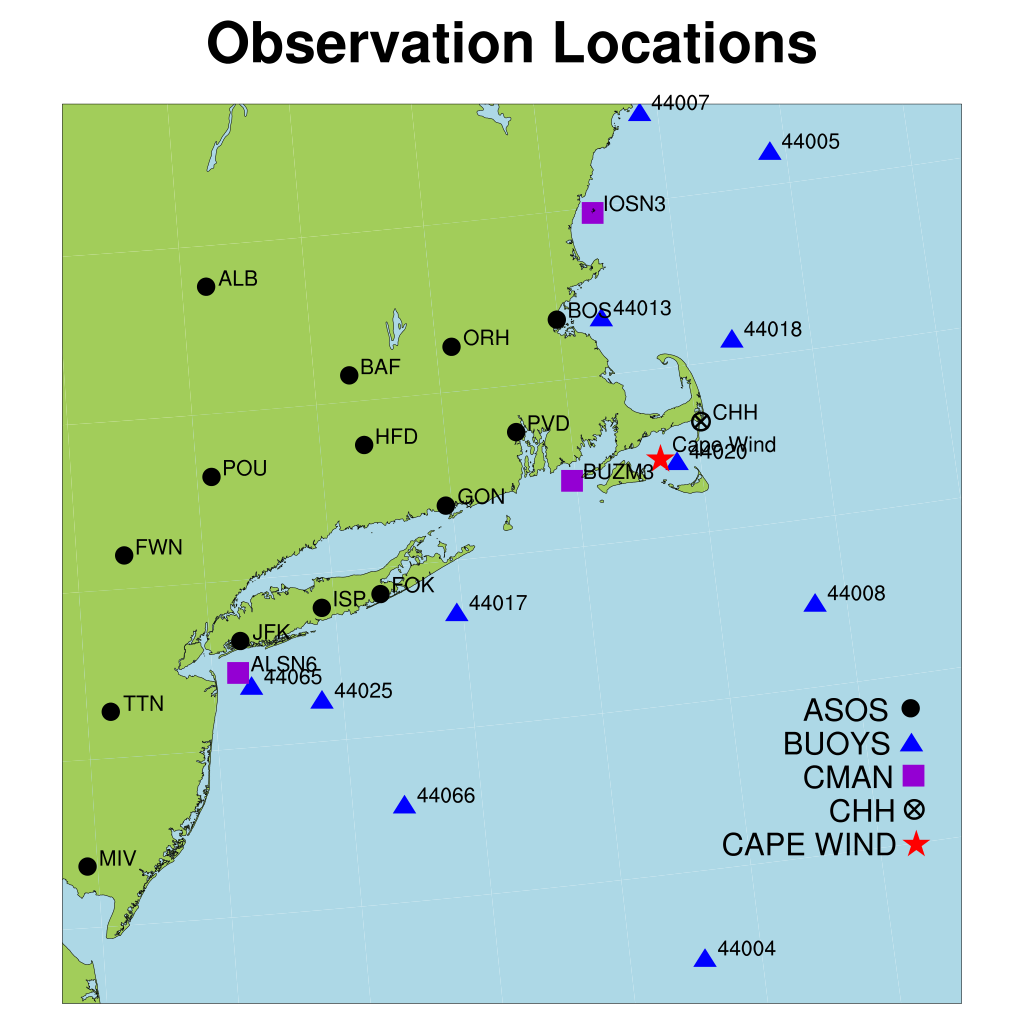 Observation Locations
44007
44005
IOSN3
ALB
BOS
44013
44018
ORH
BAF
CHH
PVD
HFD
Cape Wind
44020
BUZM3
POU
GON
FWN
FOK
ISP
44017
44008
JFK
ALSN6
44065
44025
TTN
ASOS
BUOYS
CMAN
44066
CHH
CAPE WIND
MIV
44004